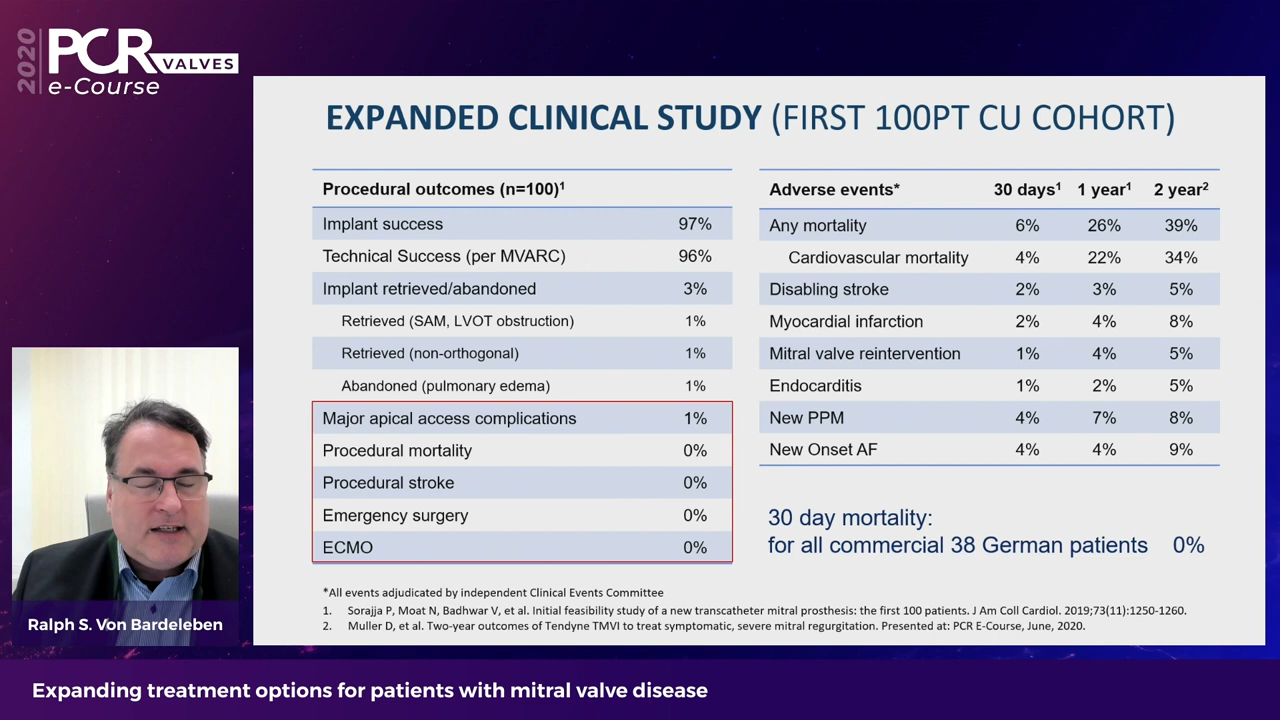 2020
PCR VALVES
e-Course
EXPANDED CLINICAL STUDY (FIRST 100PT CU COHORT)
Procedural outcomes (n=100)¹
Implant success 97%
Technical Success (per MVARC) 96%
Implant retrieved/abandoned 3%
Retrieved (SAM, LVOT obstruction) 1%
Retrieved (non-orthogonal) 1%
Abandoned (pulmonary edema) 1%
Major apical access complications 1%
Procedural mortality 0%
Procedural stroke 0%
Emergency surgery 0%
ECMO 0%
Adverse events* 30 days¹ 1 year¹ 2 year²
Any mortality 6% 26% 39%
Cardiovascular mortality 4% 22% 34%
Disabling stroke 2% 3% 5%
Myocardial infarction 2% 4% 8%
Mitral valve reintervention 1% 4% 5%
Endocarditis 1% 2% 5%
New PPM 4% 7% 8%
New Onset AF 4% 4% 9%
30 day mortality:
for all commercial 38 German patients 0%
*All events adjudicated by independent Clinical Events Committee
1. Sorajja P, Moat N, Badhwar V, et al. Initial feasibility study of a new transcatheter mitral prosthesis: the first 100 patients. J Am Coll Cardiol. 2019;73(11):1250-1260.
2. Muller D, et al. Two-year outcomes of Tendyne TMVI to treat symptomatic, severe mitral regurgitation. Presented at: PCR E-Course, June, 2020.
Ralph S. Von Bardeleben
Expanding treatment options for patients with mitral valve disease